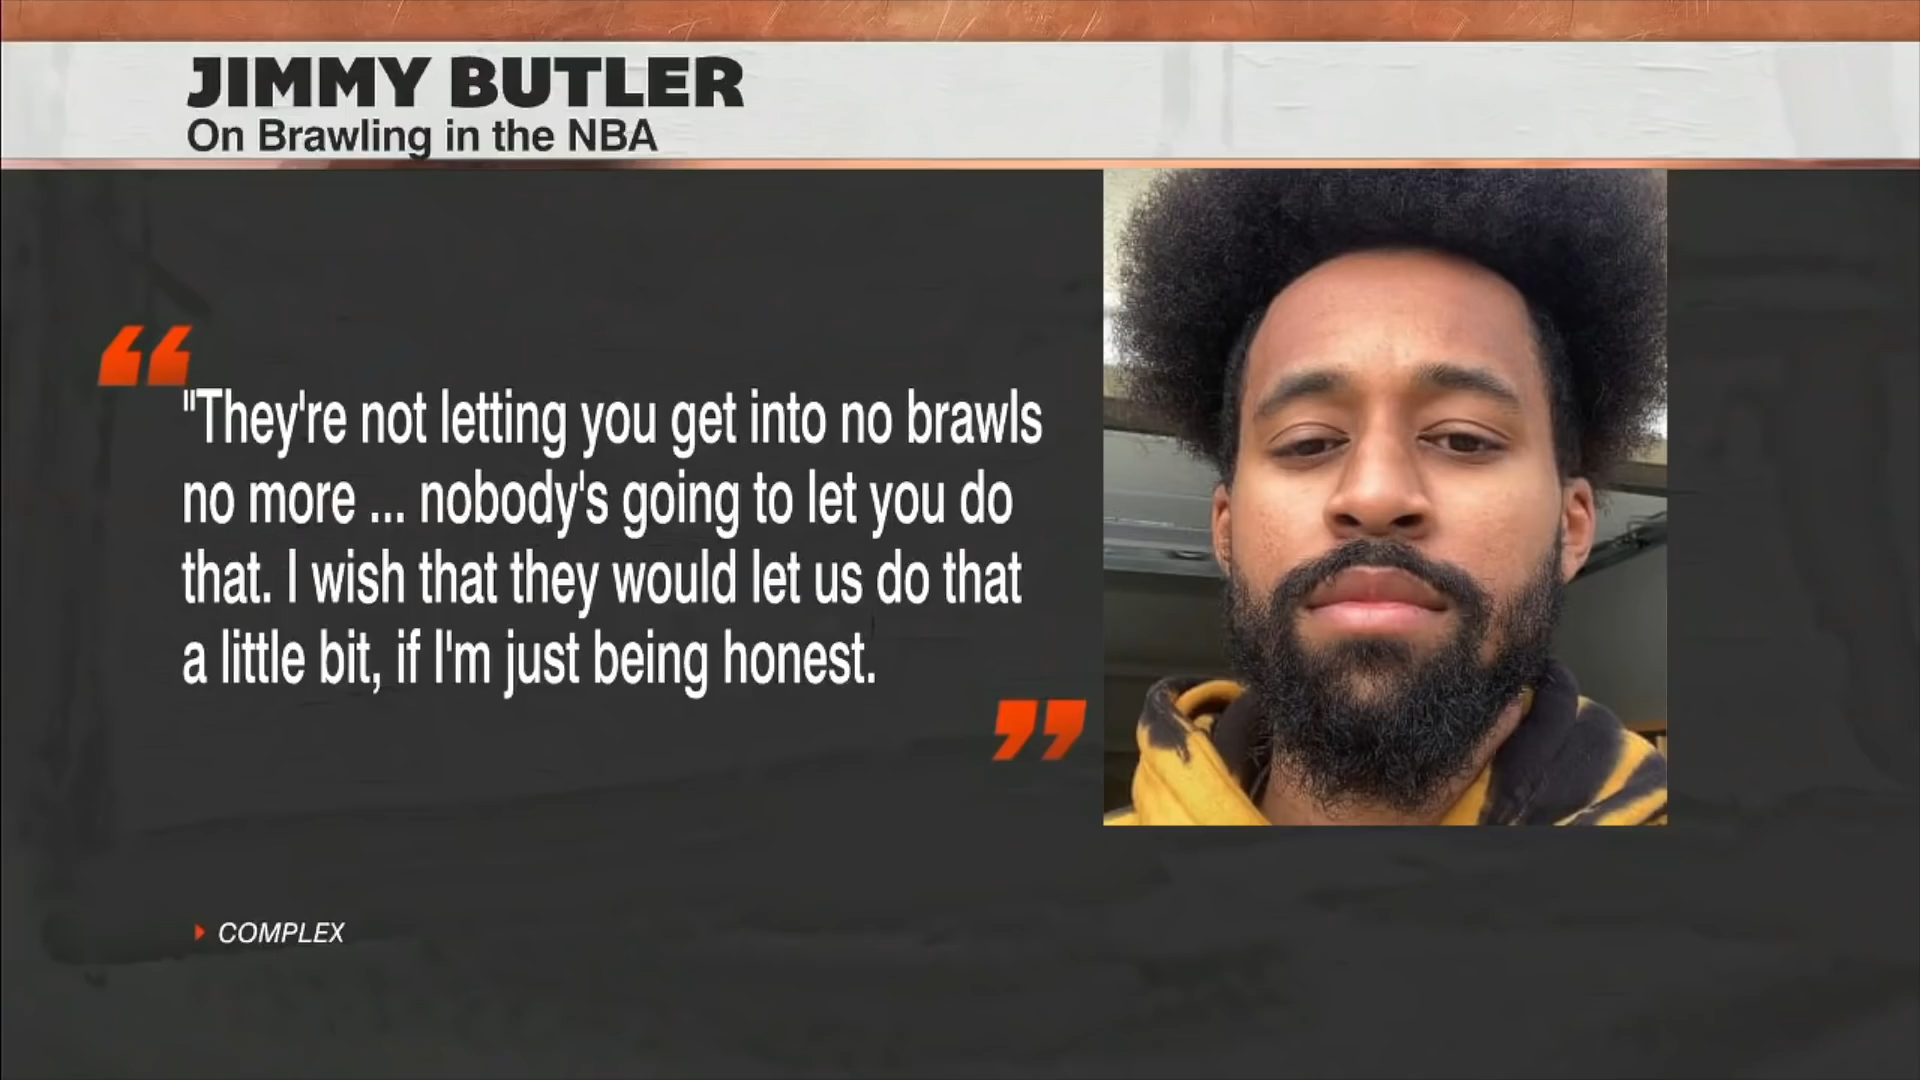 JIMMY BUTLER
On Brawling in the NBA
"They're not letting you get into no brawls
no more ... nobody's going to let you do
that. I wish that they would let us do that
a little bit, if I'm just being honest.
COMPLEX